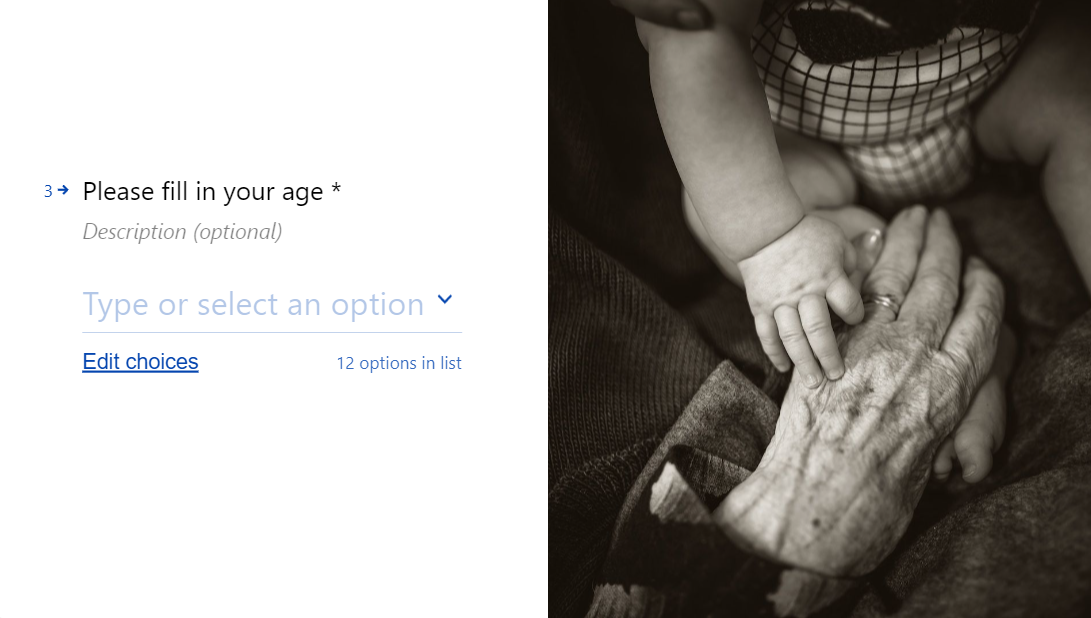 3 Please fill in your age *
Description (optional)
Type or select an option
Edit choices 12 options in list